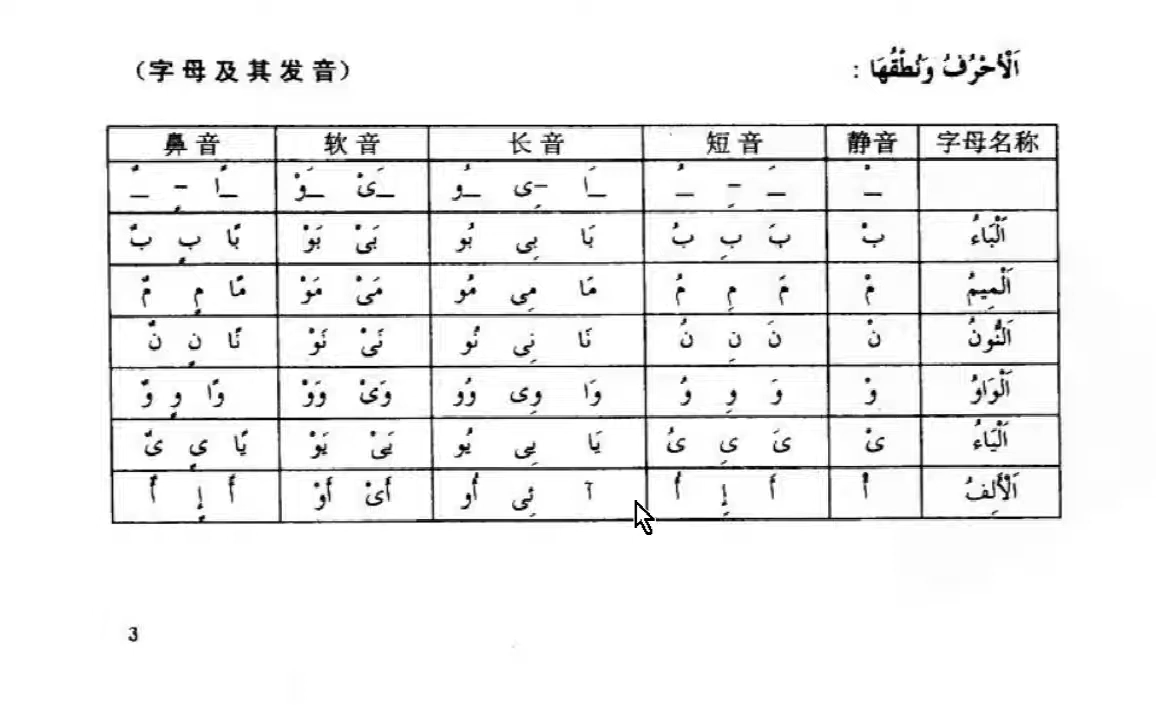 اَلْأَحْرُفُ وَنُطْقُهَا : (字母及其发音)
字母名称 静音 短音 长音 软音 鼻音
ـْ ـَ ـِ ـُ ـَا ـِى ـُو ـَىْ ـَوْ ـًا ـٍ ـٌ
اَلْبَاءُ بْ بَ بِ بُ بَا بِى بُو بَىْ بَوْ بًا بٍ بٌ
اَلْمِيمُ مْ مَ مِ مُ مَا مِى مُو مَىْ مَوْ مًا مٍ مٌ
اَلنُّونُ نْ نَ نِ نُ نَا نِى نُو نَىْ نَوْ نًا نٍ نٌ
اَلْوَاوُ وْ وَ وِ وُ وَا وِى وُو وَىْ وَوْ وًا وٍ وٌ
اَلْيَاءُ ىْ ىَ ىِ ىُ يَا يِى يُو يَىْ يَوْ يًا ىٍ ىٌ
اَلْأَلِفُ أْ أَ إِ أُ آ ئِى أُو أَىْ أَوْ أً إٍ أٌ
3